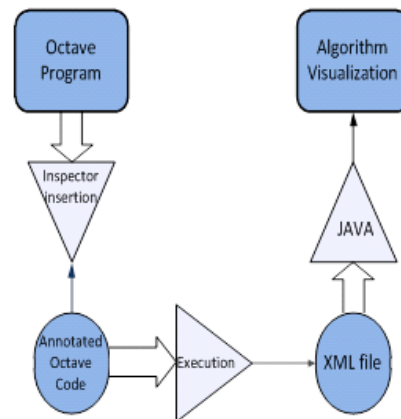 Octave
Program
Algorithm
Visualization
Inspector
insertion
JAVA
Annotated
Octave
Code
Execution
XML file